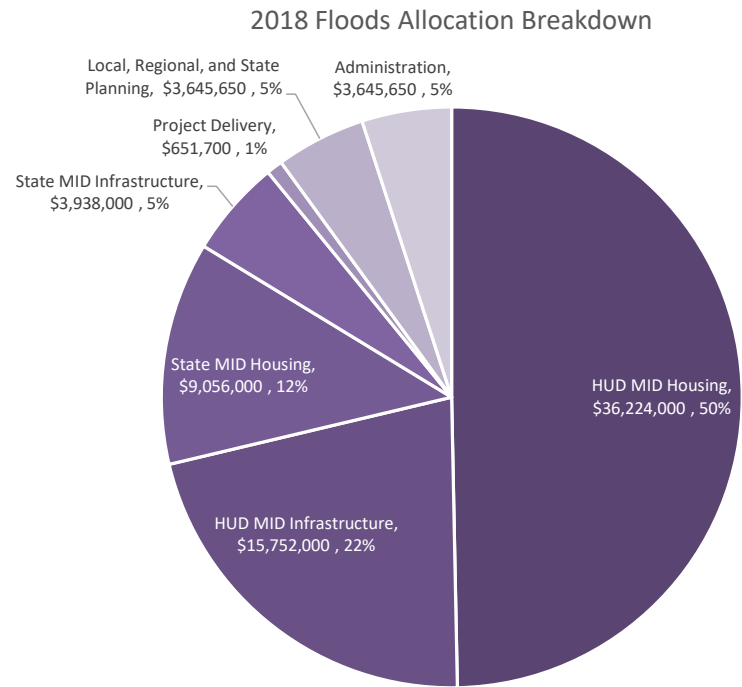 2018 Floods Allocation Breakdown
Local, Regional, and State
Planning, $3,645,650 , 5%
Administration,
$3,645,650 , 5%
Project Delivery,
$651,700 , 1%
State MID Infrastructure,
$3,938,000 , 5%
State MID Housing,
$9,056,000 , 12%
HUD MID Housing,
$36,224,000 , 50%
HUD MID Infrastructure,
$15,752,000 , 22%